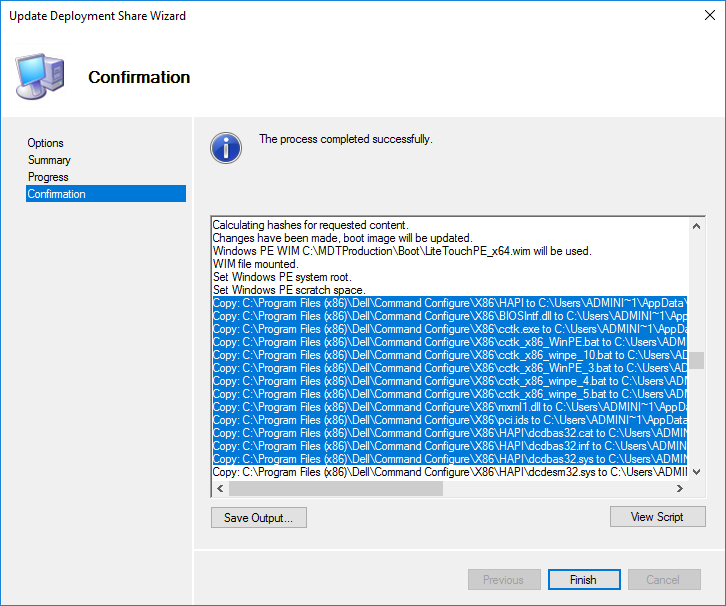 Update Deployment Share Wizard
Confirmation
Options
Summary
Progress
Confirmation
The process completed successfully.
Calculating hashes for requested content.
Changes have been made, boot image will be updated.
Windows PE WIM C:\MDTProduction\Boot\LiteTouchPE_x64.wim will be used.
WIM file mounted.
Set Windows PE system root.
Set Windows PE scratch space.
Copy: C:\Program Files (x86)\Dell\Command Configure\X86\HAPI to C:\Users\ADMINI~1\AppData\
Copy: C:\Program Files (x86)\Dell\Command Configure\X86\BIOSIntf.dll to C:\Users\ADMINI~1\A
Copy: C:\Program Files (x86)\Dell\Command Configure\X86\cctk.exe to C:\Users\ADMINI~1\AppDa
Copy: C:\Program Files (x86)\Dell\Command Configure\X86\cctk_x86_WinPE.bat to C:\Users\ADM
Copy: C:\Program Files (x86)\Dell\Command Configure\X86\cctk_x86_winpe_10.bat to C:\Users\AD
Copy: C:\Program Files (x86)\Dell\Command Configure\X86\cctk_x86_WinPE_3.bat to C:\Users\AD
Copy: C:\Program Files (x86)\Dell\Command Configure\X86\cctk_x86_winpe_4.bat to C:\Users\AD
Copy: C:\Program Files (x86)\Dell\Command Configure\X86\cctk_x86_winpe_5.bat to C:\Users\AD
Copy: C:\Program Files (x86)\Dell\Command Configure\X86\mxml1.dll to C:\Users\ADMINI~1\AppD
Copy: C:\Program Files (x86)\Dell\Command Configure\X86\pci.ids to C:\Users\ADMINI~1\AppData
Copy: C:\Program Files (x86)\Dell\Command Configure\X86\HAPI\dcdbas32.cat to C:\Users\ADMIN
Copy: C:\Program Files (x86)\Dell\Command Configure\X86\HAPI\dcdbas32.inf to C:\Users\ADMIN
Copy: C:\Program Files (x86)\Dell\Command Configure\X86\HAPI\dcdbas32.sys to C:\Users\ADMIN
Copy: C:\Program Files (x86)\Dell\Command Configure\X86\HAPI\dcdesm32.sys to C:\Users\ADMINI
Save Output...
View Script
Previous
Finish
Cancel